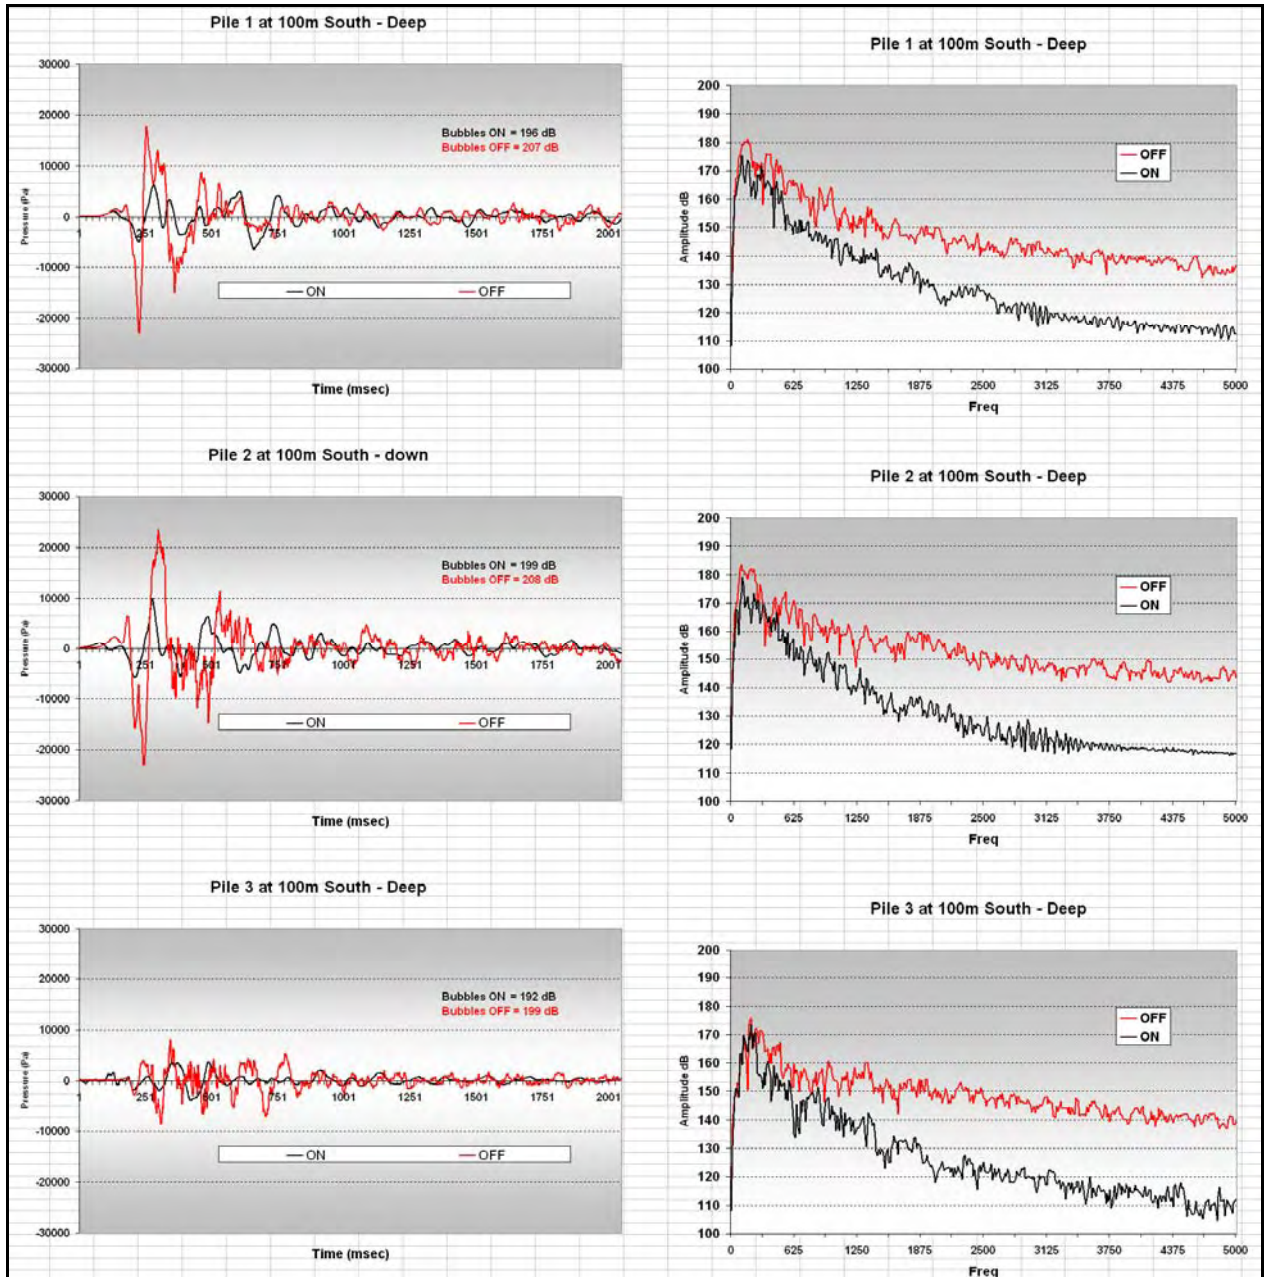 Pile 1 at 100m South - Deep
30000
20000
10000
0
-10000
-20000
-30000
Pressure (Pa)
Bubbles ON = 196 dB
Bubbles OFF = 207 dB
1 251 501 751 1001 1251 1501 1751 2001
ON OFF
Time (msec)
Pile 1 at 100m South - Deep
200
190
180
170
160
150
140
130
120
110
100
Amplitude dB
OFF
ON
0 625 1250 1875 2500 3125 3750 4375 5000
Freq
Pile 2 at 100m South - down
30000
20000
10000
0
-10000
-20000
-30000
Pressure (Pa)
Bubbles ON = 199 dB
Bubbles OFF = 208 dB
1 251 501 751 1001 1251 1501 1751 2001
ON OFF
Time (msec)
Pile 2 at 100m South - Deep
200
190
180
170
160
150
140
130
120
110
100
Amplitude dB
OFF
ON
0 625 1250 1875 2500 3125 3750 4375 5000
Freq
Pile 3 at 100m South - Deep
30000
20000
10000
0
-10000
-20000
-30000
Pressure (Pa)
Bubbles ON = 192 dB
Bubbles OFF = 199 dB
1 251 501 751 1001 1251 1501 1751 2001
ON OFF
Time (msec)
Pile 3 at 100m South - Deep
200
190
180
170
160
150
140
130
120
110
100
Amplitude dB
OFF
ON
0 625 1250 1875 2500 3125 3750 4375 5000
Freq